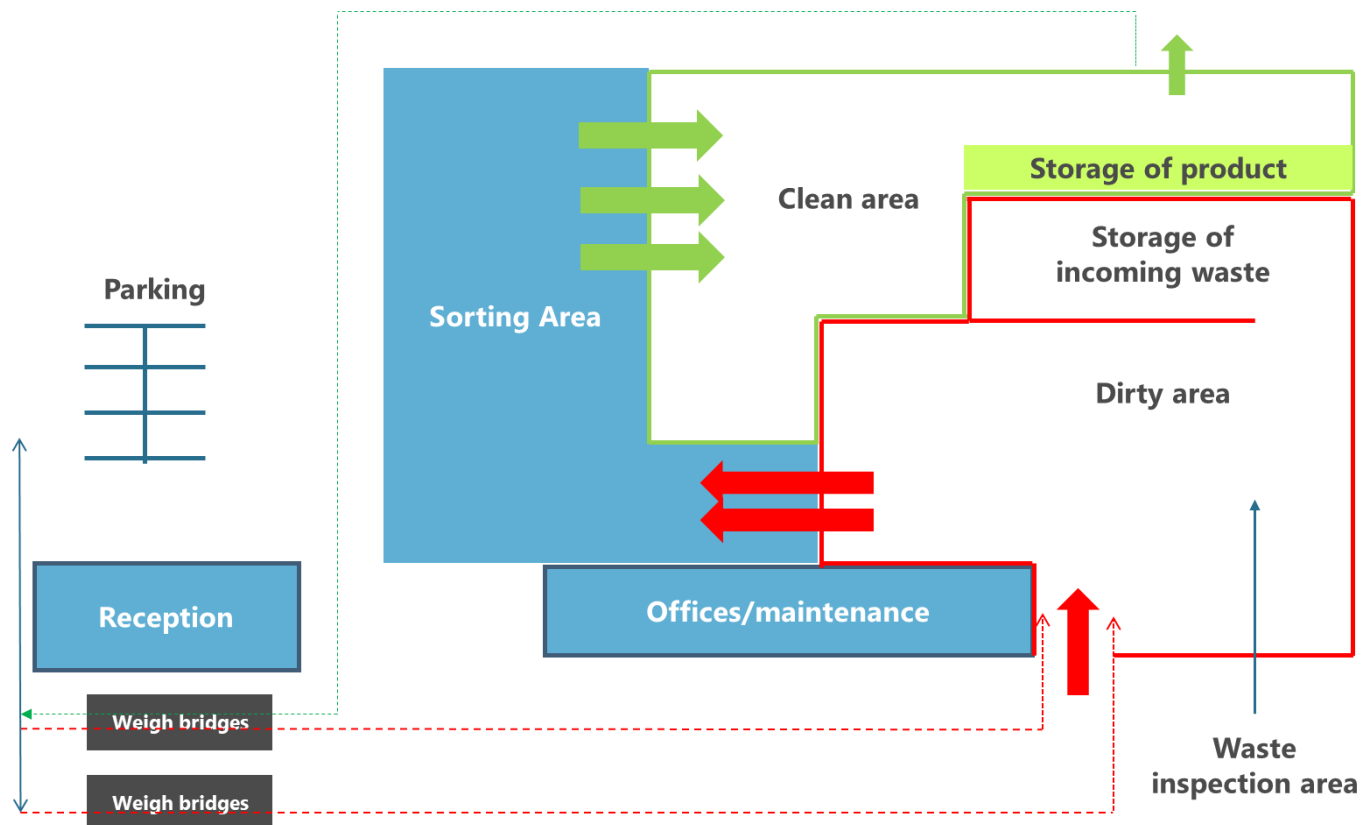 Storage of product
Clean area
Storage of
incoming waste
Parking
Sorting Area
Dirty area
Reception
Offices/maintenance
Weigh bridges
Waste
inspection area
Weigh bridges